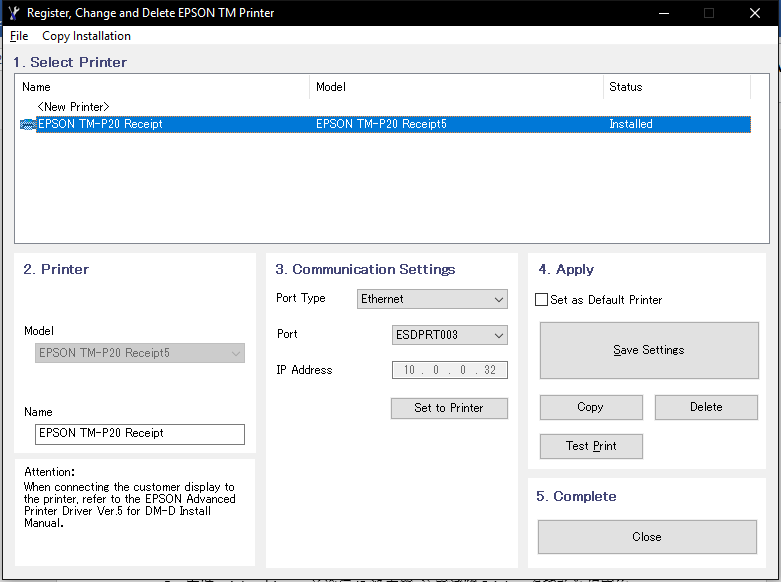 Register, Change and Delete EPSON TM Printer
File Copy Installation
1. Select Printer
Name Model Status
<New Printer>
EPSON TM-P20 Receipt EPSON TM-P20 Receipt5 Installed
2. Printer
Model
EPSON TM-P20 Receipt5
Name
EPSON TM-P20 Receipt
Attention:
When connecting the customer display to
the printer, refer to the EPSON Advanced
Printer Driver Ver.5 for DM-D Install
Manual.
3. Communication Settings
Port Type Ethernet
Port ESDPRT003
IP Address 10 . 0 . 0 . 32
Set to Printer
4. Apply
Set as Default Printer
Save Settings
Copy Delete
Test Print
5. Complete
Close